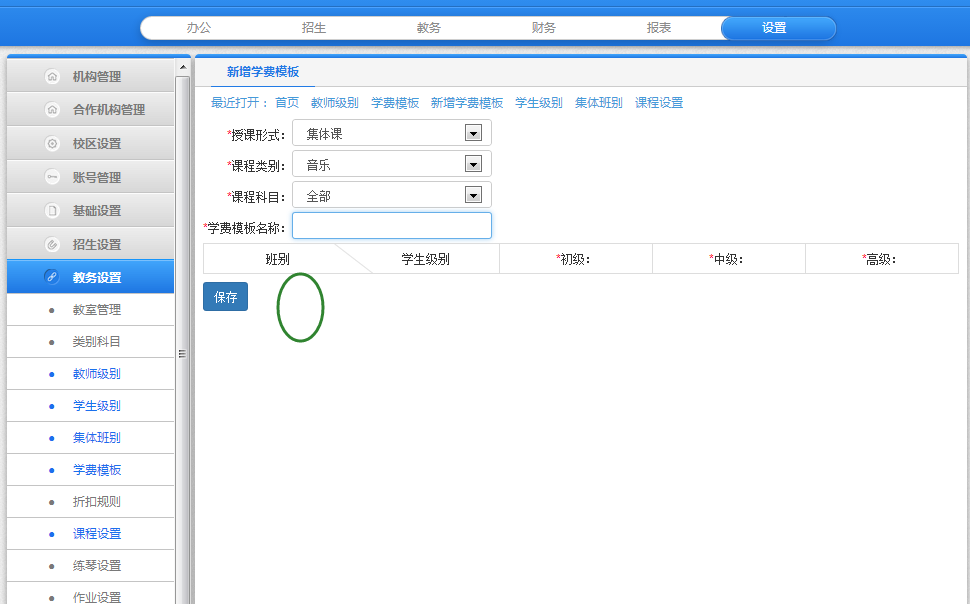 办公 招生 教务 财务 报表 设置
机构管理
合作机构管理
校区设置
账号管理
基础设置
招生设置
教务设置
教室管理
类别科目
教师级别
学生级别
集体班别
学费模板
折扣规则
课程设置
练琴设置
作业设置
新增学费模板
最近打开： 首页 教师级别 学费模板 新增学费模板 学生级别 集体班别 课程设置
*授课形式： 集体课
*课程类别： 音乐
*课程科目： 全部
*学费模板名称：
班别 学生级别 *初级： *中级： *高级：
保存